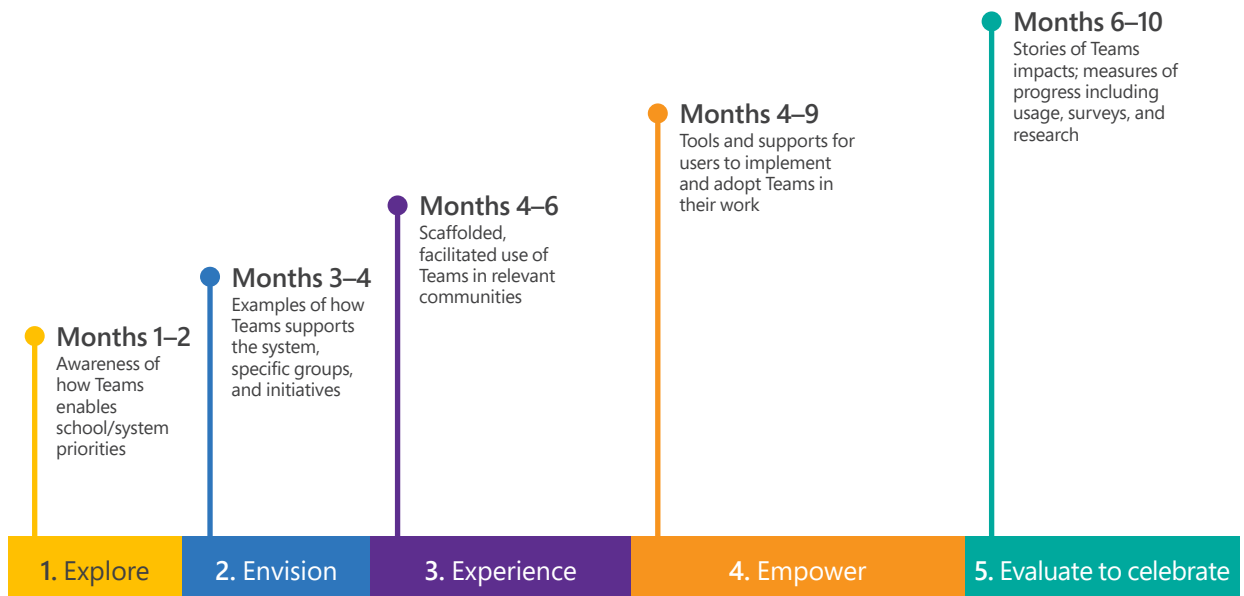 Months 1–2
Awareness of
how Teams
enables
school/system
priorities
Months 3–4
Examples of how
Teams supports
the system,
specific groups,
and initiatives
Months 4–6
Scaffolded,
facilitated use of
Teams in relevant
communities
Months 4–9
Tools and supports for
users to implement
and adopt Teams in
their work
Months 6–10
Stories of Teams
impacts; measures of
progress including
usage, surveys, and
research
1. Explore
2. Envision
3. Experience
4. Empower
5. Evaluate to celebrate